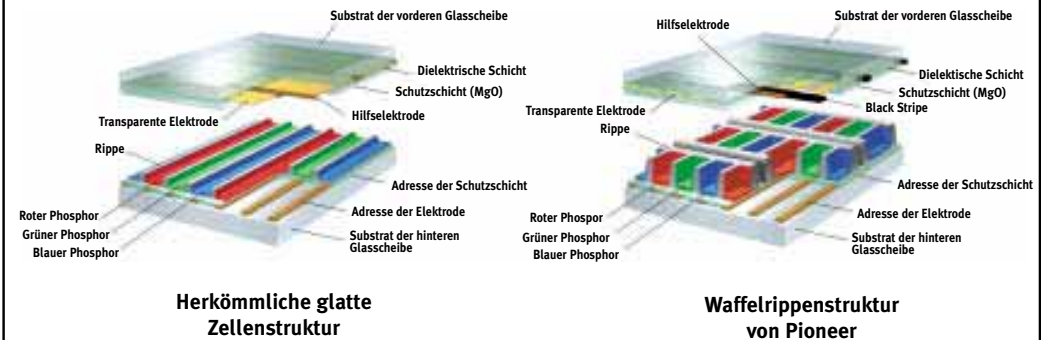 Substrat der vorderen Glasscheibe
Dielektrische Schicht
Schutzschicht (MgO)
Hilfselektrode
Transparente Elektrode
Rippe
Adresse der Schutzschicht
Roter Phosphor
Adresse der Elektrode
Grüner Phosphor
Substrat der hinteren
Glasscheibe
Blauer Phosphor
Herkömmliche glatte
Zellenstruktur
Substrat der vorderen Glasscheibe
Hilfselektrode
Dielektische Schicht
Schutzschicht (MgO)
Black Stripe
Transparente Elektrode
Rippe
Adresse der Schutzschicht
Roter Phospor
Adresse der Elektrode
Grüner Phosphor
Substrat der hinteren
Glasscheibe
Blauer Phosphor
Waffelrippenstruktur
von Pioneer